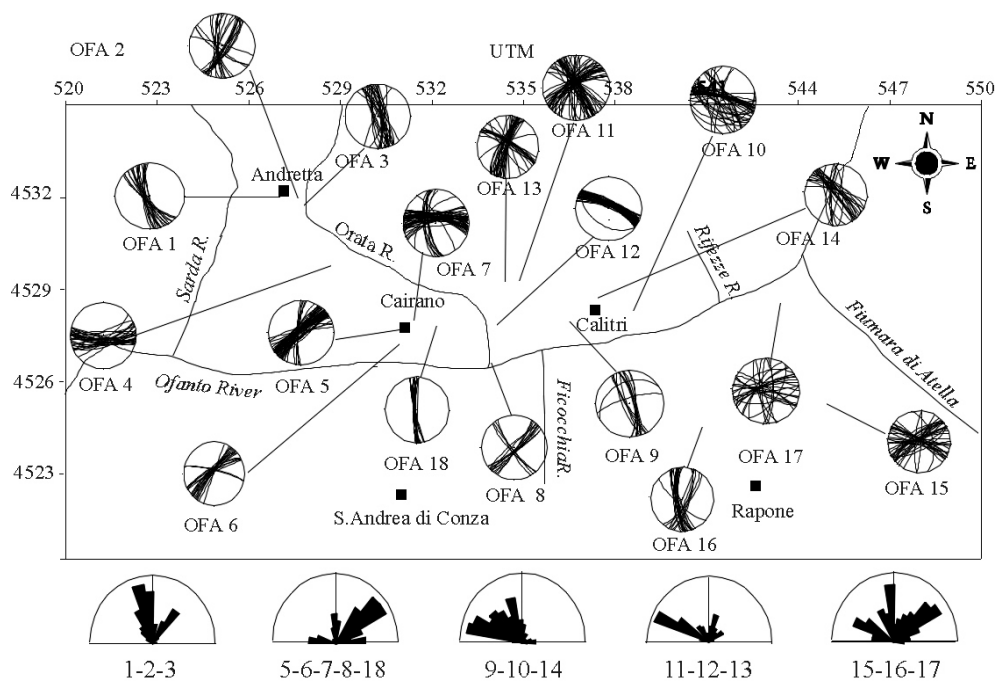 OFA 2
UTM
520 523 526 529 532 535 538 544 547 550
OFA 3
OFA 13
OFA 11
OFA 10
N
W E
S
4532
Andretta
OFA 1
OFA 7
OFA 12
OFA 14
Sarda R.
Orata R.
Rifezze R.
4529
Cairano
Calitri
Fiumara di Atella
OFA 4
Ofanto River
OFA 5
4526
Ficocchia R.
OFA 18
OFA 9
OFA 17
4523
OFA 6
OFA 8
OFA 15
S.Andrea di Conza
OFA 16
Rapone
1-2-3 5-6-7-8-18 9-10-14 11-12-13 15-16-17